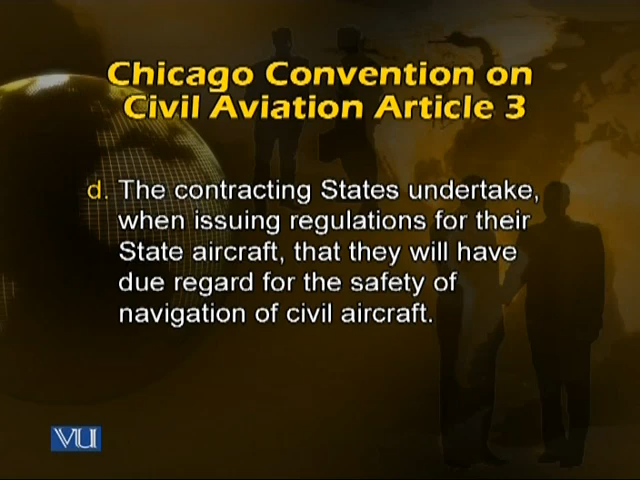 Chicago Convention on
Civil Aviation Article 3
d. The contracting States undertake,
when issuing regulations for their
State aircraft, that they will have
due regard for the safety of
navigation of civil aircraft.
VU